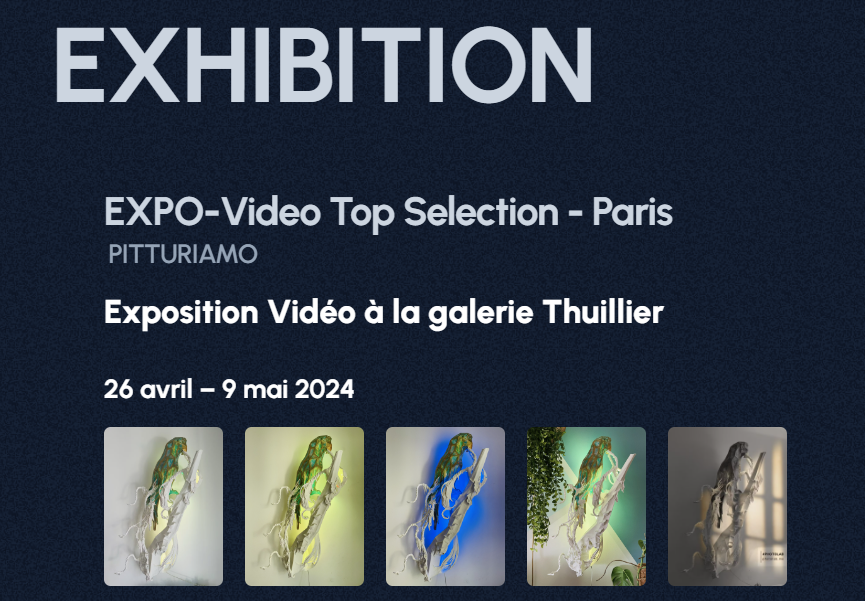 EXHIBITION
EXPO-Video Top Selection - Paris
PITTURIAMO
Exposition Vidéo à la galerie Thuillier
26 avril – 9 mai 2024